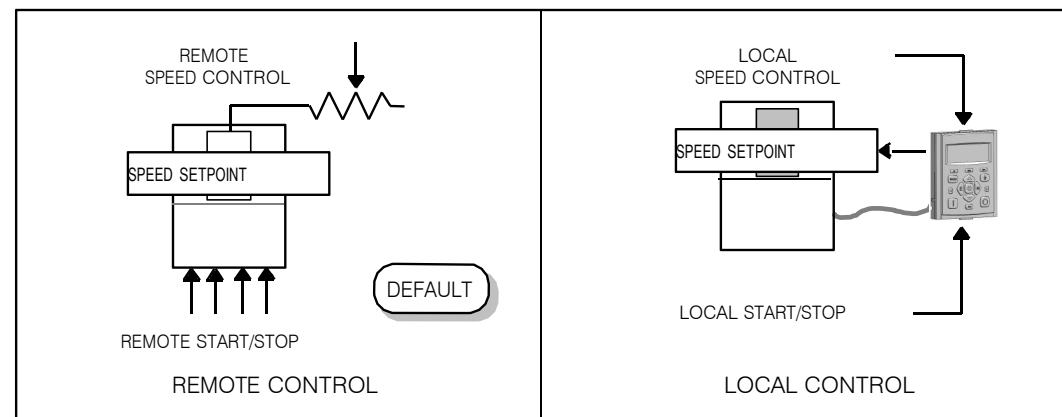 REMOTE
SPEED CONTROL
SPEED SETPOINT
DEFAULT
REMOTE START/STOP
REMOTE CONTROL
LOCAL
SPEED CONTROL
SPEED SETPOINT
LOCAL START/STOP
LOCAL CONTROL